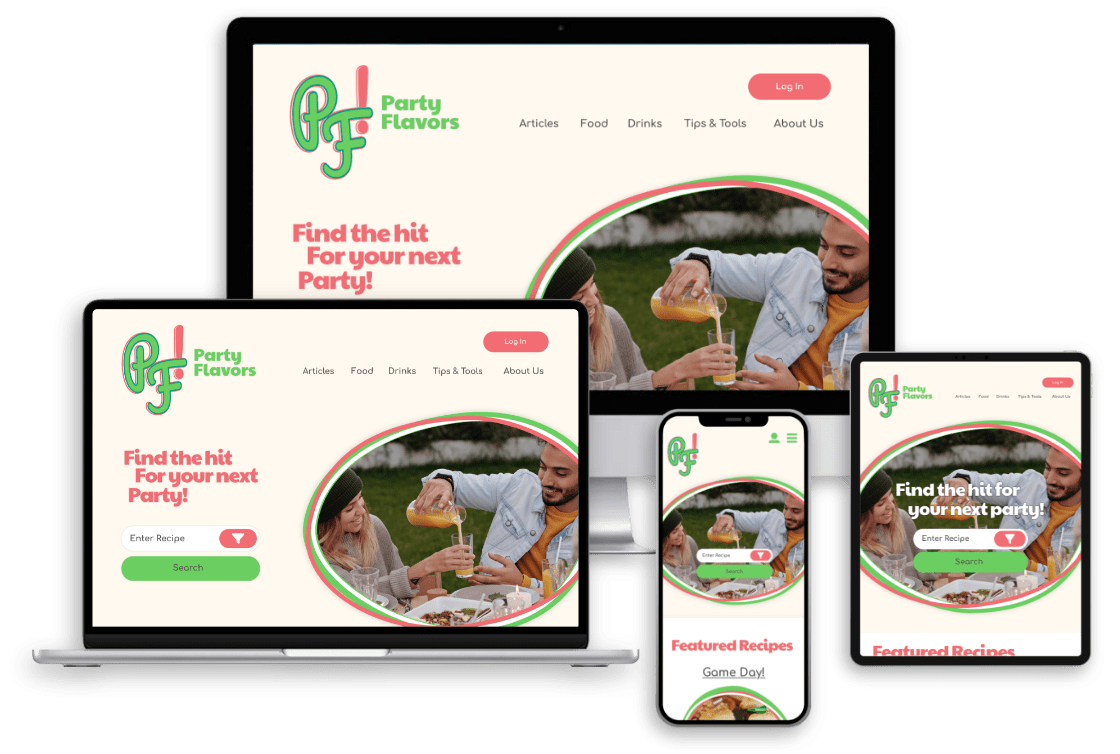 PF!
Party
Flavors
Log In
Articles Food Drinks Tips & Tools About Us
Find the hit
For your next
Party!
PF!
Party
Flavors
Log In
Articles Food Drinks Tips & Tools About Us
Find the hit
For your next
Party!
Enter Recipe
Search
PF!
Enter Recipe
Search
Featured Recipes
Game Day!
PF!
Party
Flavors
Log In
Articles Food Drinks Tips & Tools About Us
Find the hit for
your next party!
Enter Recipe
Search
Featured Recipes